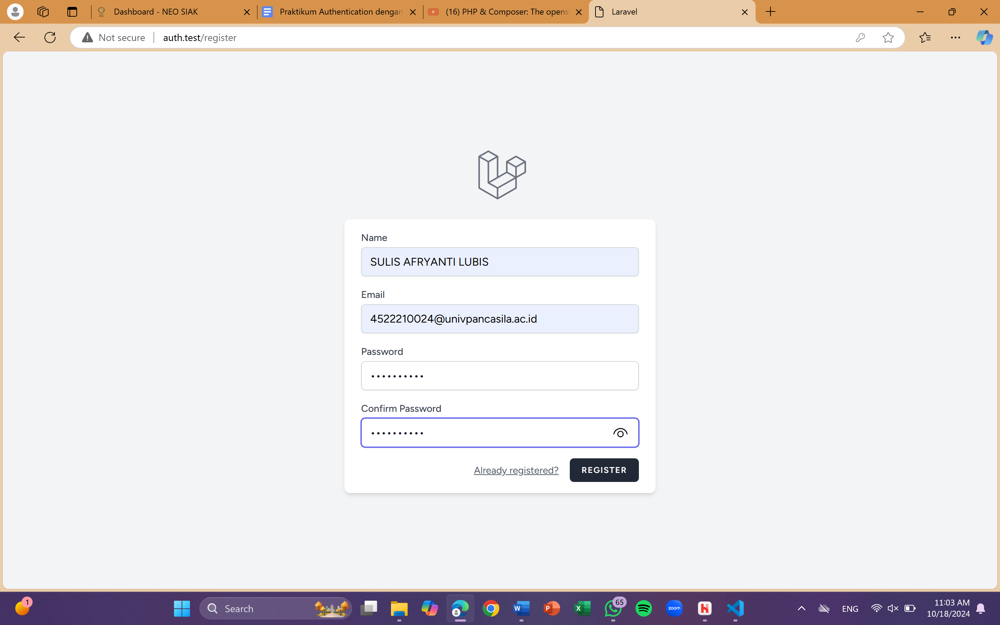 Dashboard - NEO SIAK
Praktikum Authentication dengan
(16) PHP & Composer: The openss
Laravel
Not secure
auth.test/register
Name
SULIS AFRYANTI LUBIS
Email
4522210024@univpancasila.ac.id
Password
••••••••••
Confirm Password
••••••••••
Already registered?
REGISTER
1
Search
W
P
X
65
zoom
h
ENG
11:03 AM
10/18/2024